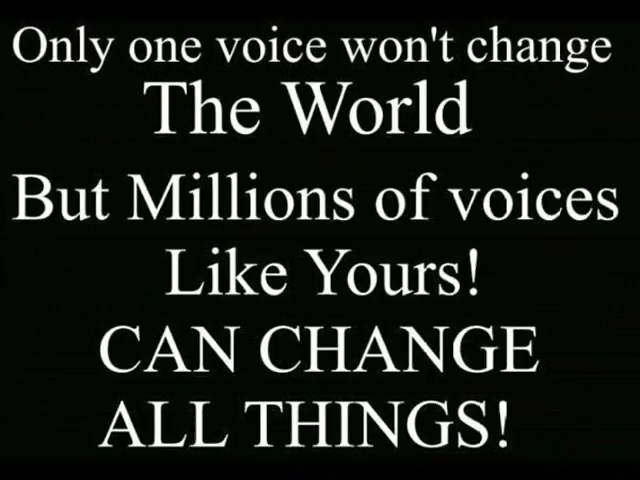 Only one voice won't change
The World
But Millions of voices
Like Yours!
CAN CHANGE
ALL THINGS!